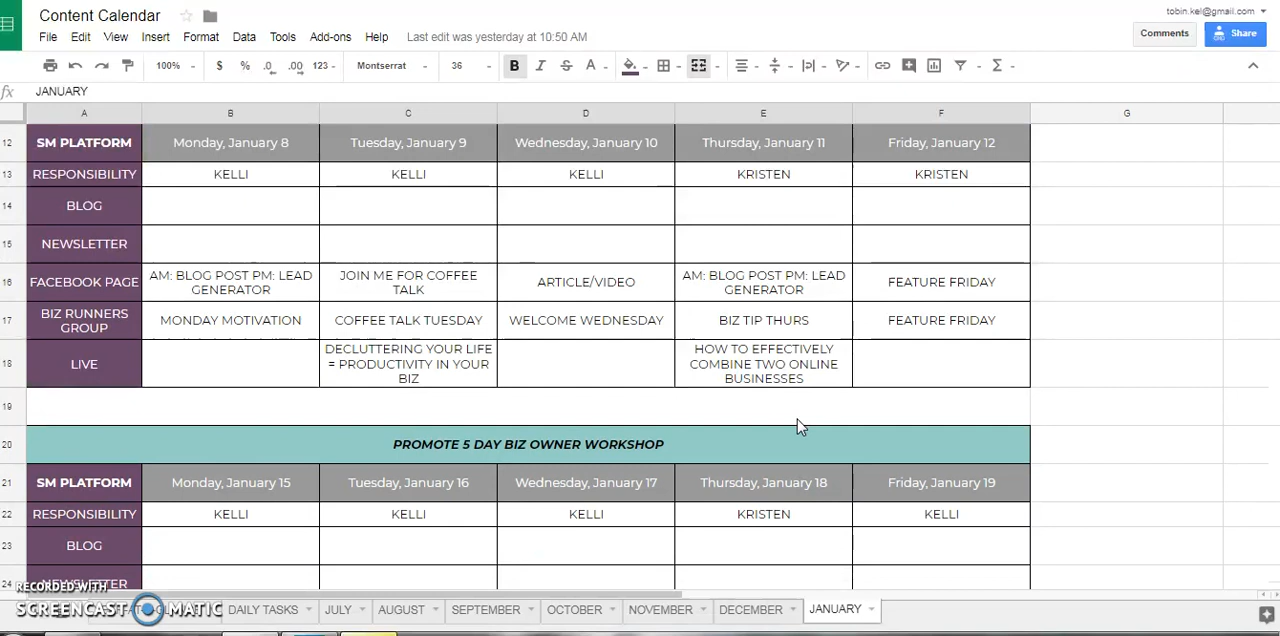 Content Calendar
tobin.kel@gmail.com
File Edit View Insert Format Data Tools Add-ons Help Last edit was yesterday at 10:50 AM
Comments
Share
100% $ % .0 .00 123 Montserrat 36 B I S A
fx JANUARY
A B C D E F G
12 SM PLATFORM Monday, January 8 Tuesday, January 9 Wednesday, January 10 Thursday, January 11 Friday, January 12
13 RESPONSIBILITY KELLI KELLI KELLI KRISTEN KRISTEN
14 BLOG
15 NEWSLETTER
16 FACEBOOK PAGE AM: BLOG POST PM: LEAD GENERATOR JOIN ME FOR COFFEE TALK ARTICLE/VIDEO AM: BLOG POST PM: LEAD GENERATOR FEATURE FRIDAY
17 BIZ RUNNERS GROUP MONDAY MOTIVATION COFFEE TALK TUESDAY WELCOME WEDNESDAY BIZ TIP THURS FEATURE FRIDAY
18 LIVE DECLUTTERING YOUR LIFE = PRODUCTIVITY IN YOUR BIZ HOW TO EFFECTIVELY COMBINE TWO ONLINE BUSINESSES
19
20 PROMOTE 5 DAY BIZ OWNER WORKSHOP
21 SM PLATFORM Monday, January 15 Tuesday, January 16 Wednesday, January 17 Thursday, January 18 Friday, January 19
22 RESPONSIBILITY KELLI KELLI KELLI KRISTEN KELLI
23 BLOG
24 NEWSLETTER
RECORDED WITH
SCREENCAST-O-MATIC
DAILY TASKS JULY AUGUST SEPTEMBER OCTOBER NOVEMBER DECEMBER JANUARY